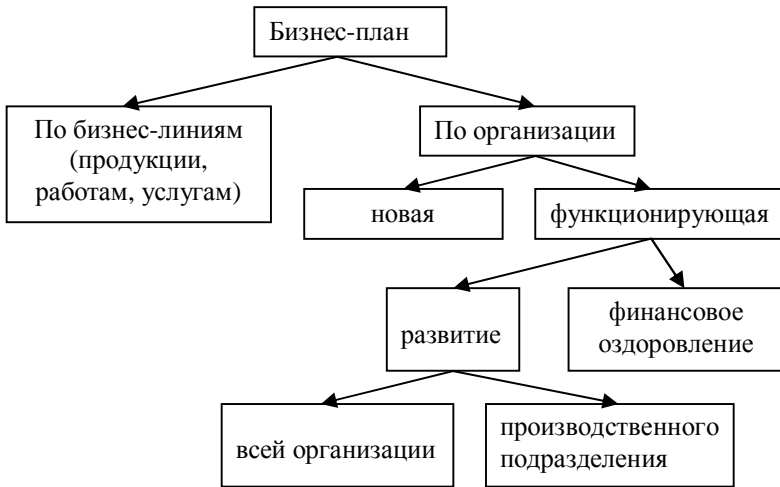 Бизнес-план
По бизнес-линиям
(продукции,
работам, услугам)
По организации
новая
функционирующая
развитие
финансовое
оздоровление
всей организации
производственного
подразделения